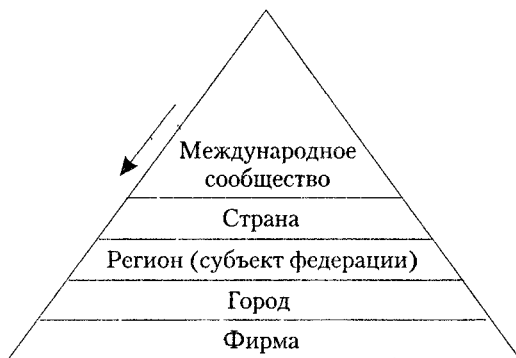 Международное
сообщество
Страна
Регион (субъект федерации)
Город
Фирма